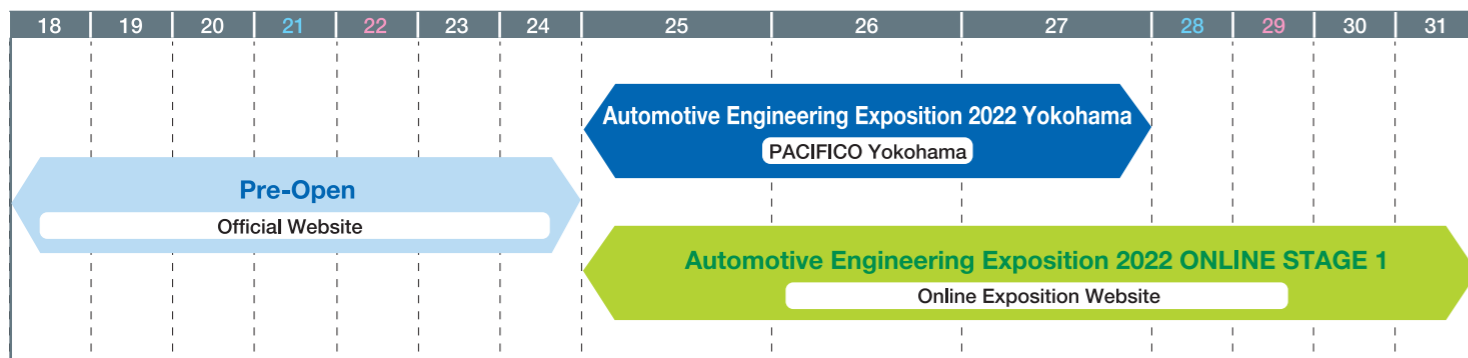 18 19 20 21 22 23 24 25 26 27 28 29 30 31
Automotive Engineering Exposition 2022 Yokohama
PACIFICO Yokohama
Pre-Open
Official Website
Automotive Engineering Exposition 2022 ONLINE STAGE 1
Online Exposition Website